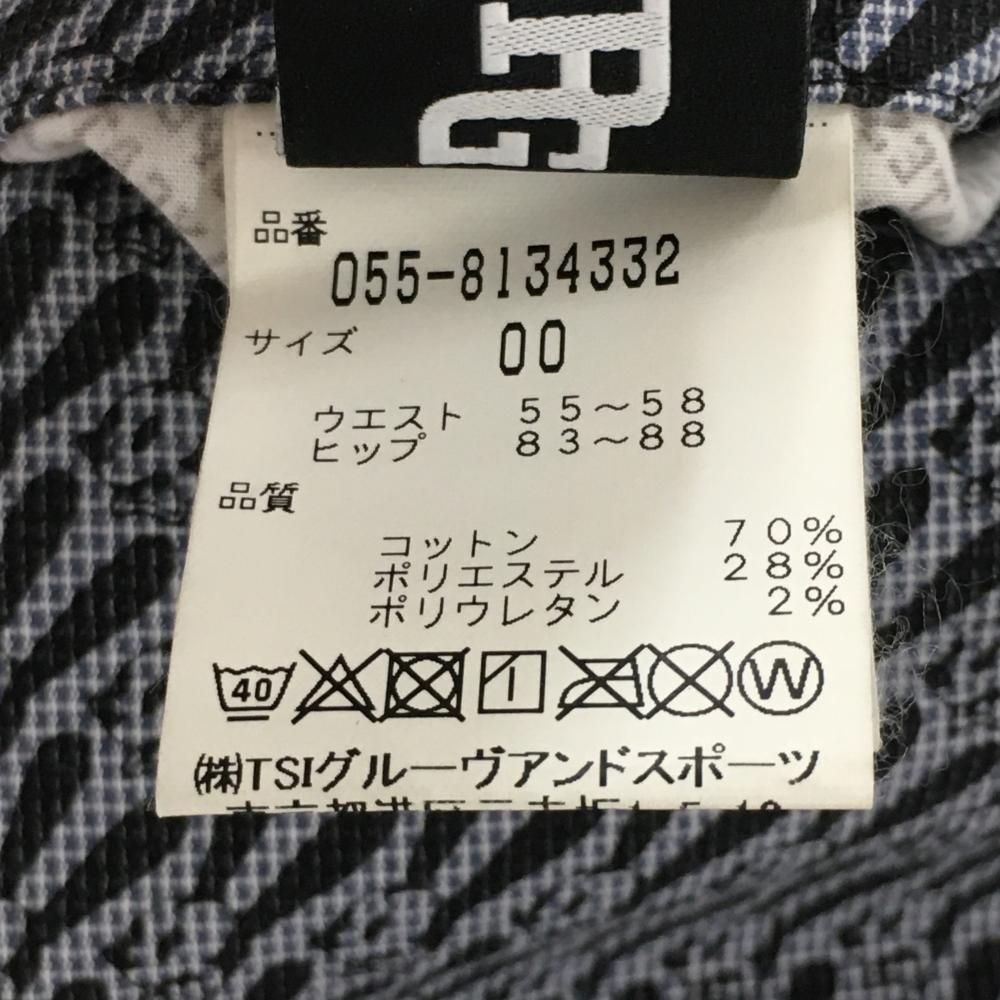 PG
品番
055-8134332
サイズ 00
ウエスト 55～58
ヒップ 83～88
品質
コットン 70%
ポリエステル 28%
ポリウレタン 2%
40 W
㈱TSIグルーヴアンドスポーツ